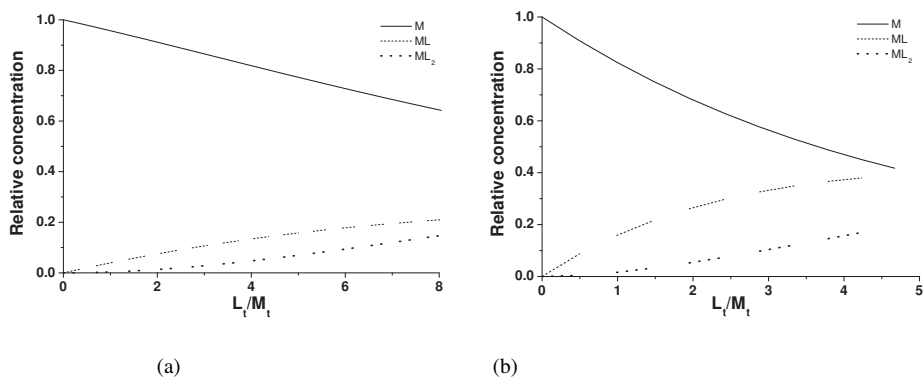 1.0
0.8
0.6
0.4
0.2
0.0
Relative concentration
M
ML
ML₂
0 2 4 6 8
Lₜ/Mₜ
(a)
1.0
0.8
0.6
0.4
0.2
0.0
Relative concentration
M
ML
ML₂
0 1 2 3 4 5
Lₜ/Mₜ
(b)